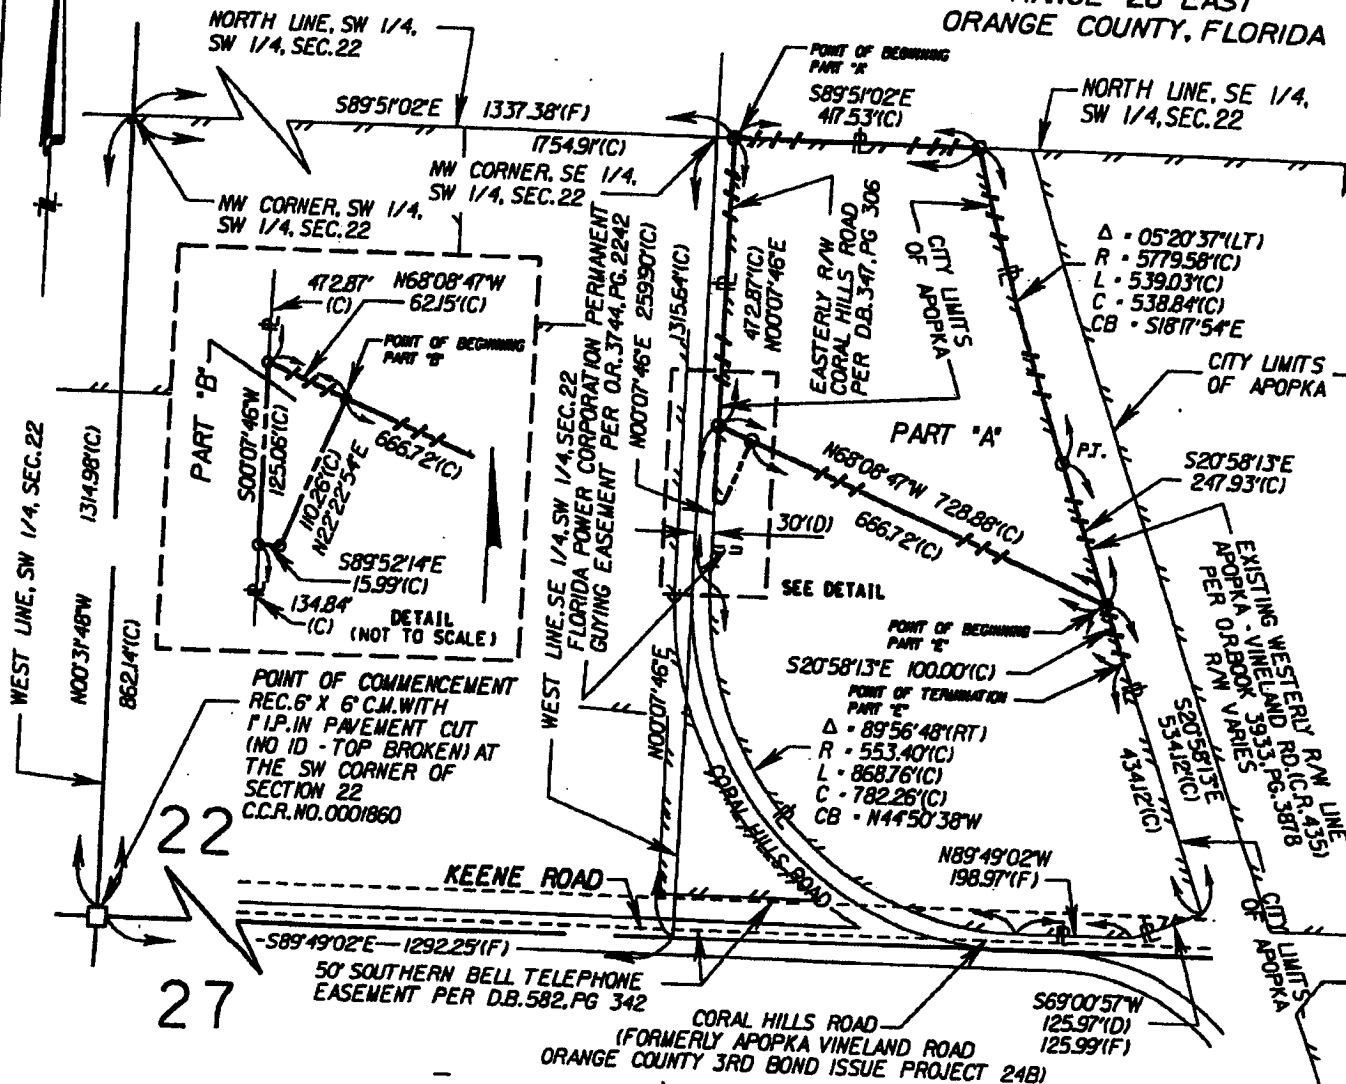 ORANGE COUNTY, FLORIDA
NORTH LINE, SW 1/4,
SW 1/4, SEC.22
POINT OF BEGINNING
PART "A"
S89°51'02"E
417.53'(C)
NORTH LINE, SE 1/4,
SW 1/4, SEC.22
S89°51'02"E 1337.38'(F)
1754.91'(C)
NW CORNER, SE 1/4,
SW 1/4, SEC.22
NW CORNER, SW 1/4,
SW 1/4, SEC.22
Δ = 05°20'37"(LT)
R = 5779.58'(C)
L = 539.03'(C)
C = 538.84'(C)
CB = S18°17'54"E
CITY LIMITS
OF APOPKA
EASTERLY R/W
CORAL HILLS ROAD
PER D.B.347, PG 306
CITY LIMITS
OF APOPKA
472.87'(C)
N00°07'46"E
1315.64'(C)
N00°07'46"E 2599.0'(C)
WEST LINE, SE 1/4, SW 1/4, SEC.22
FLORIDA POWER CORPORATION PERMANENT
GUYING EASEMENT PER O.R.3744, PG.2242
472.87'
(C)
N68°08'47"W
62.15'(C)
POINT OF BEGINNING
PART "B"
PART "B"
S00°07'46"W
125.06'(C)
110.26'(C)
N22°22'54"E
666.72'(C)
S89°52'14"E
15.99'(C)
134.84'
(C)
DETAIL
(NOT TO SCALE)
PART "A"
N68°08'47"W 728.88'(C)
666.72'(C)
P.I.
S20°58'13"E
247.93'(C)
30'(D)
SEE DETAIL
POINT OF BEGINNING
PART "E"
S20°58'13"E 100.00'(C)
POINT OF TERMINATION
PART "E"
Δ = 89°56'48"(RT)
R = 553.40'(C)
L = 868.76'(C)
C = 782.26'(C)
CB = N44°50'38"W
EXISTING WESTERLY R/W LINE
APOPKA - VINELAND RD.(C.R.435)
PER O.R.BOOK 3933, PG.3878
R/W VARIES
S20°58'13"E
534.12'(C)
434.12'(C)
WEST LINE, SW 1/4, SEC.22
N00°31'48"W
1314.98'(C)
862.14'(C)
POINT OF COMMENCEMENT
REC.6" X 6" C.M.WITH
1" I.P.IN PAVEMENT CUT
(NO ID - TOP BROKEN) AT
THE SW CORNER OF
SECTION 22
C.C.R.NO.0001860
N00°07'46"E
CORAL HILLS ROAD
N89°49'02"W
198.97'(F)
22
KEENE ROAD
S89°49'02"E 1292.25'(F)
50' SOUTHERN BELL TELEPHONE
EASEMENT PER D.B.582, PG 342
27
CORAL HILLS ROAD
(FORMERLY APOPKA VINELAND ROAD
ORANGE COUNTY 3RD BOND ISSUE PROJECT 24B)
S69°00'57"W
125.97'(D)
125.99'(F)
CITY LIMITS
OF APOPKA